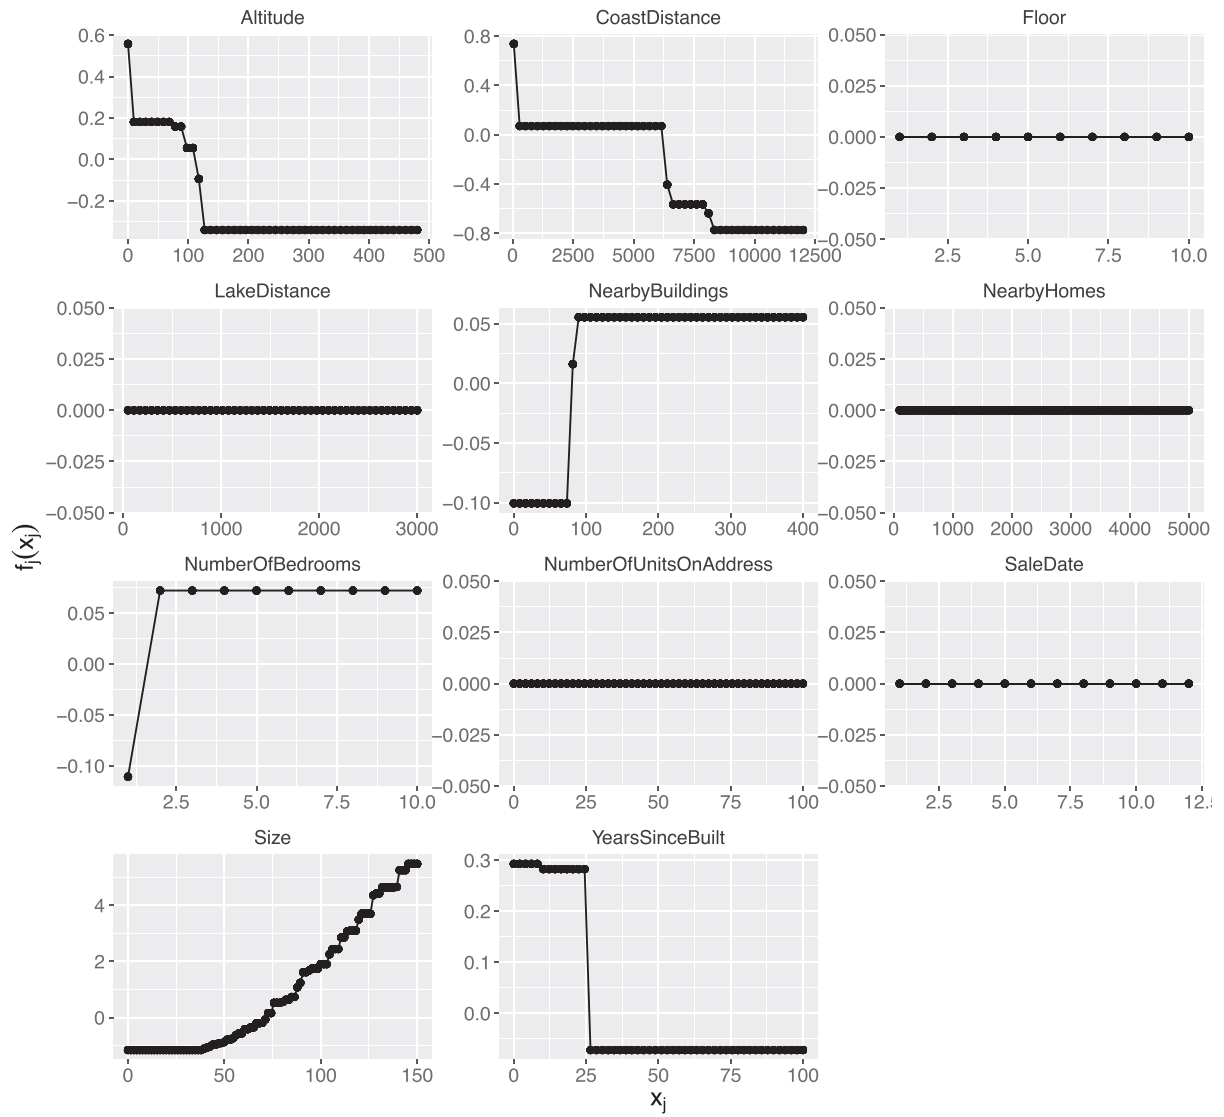 Altitude CoastDistance Floor
0.6
0.4
0.2
0.0
−0.2
0 100 200 300 400 500
0.8
0.4
0.0
−0.4
−0.8
0 2500 5000 7500 10000 12500
0.050
0.025
0.000
−0.025
−0.050
2.5 5.0 7.5 10.0
LakeDistance NearbyBuildings NearbyHomes
0.050
0.025
0.000
−0.025
−0.050
0 1000 2000 3000
0.05
0.00
−0.05
−0.10
0 100 200 300 400
0.050
0.025
0.000
−0.025
−0.050
0 1000 2000 3000 4000 5000
fj(xj)
NumberOfBedrooms NumberOfUnitsOnAddress SaleDate
0.05
0.00
−0.05
−0.10
2.5 5.0 7.5 10.0
0.050
0.025
0.000
−0.025
−0.050
0 25 50 75 100
0.050
0.025
0.000
−0.025
−0.050
2.5 5.0 7.5 10.0 12.
Size YearsSinceBuilt
4
2
0
0 50 100 150
0.3
0.2
0.1
0.0
0 25 50 75 100
xj